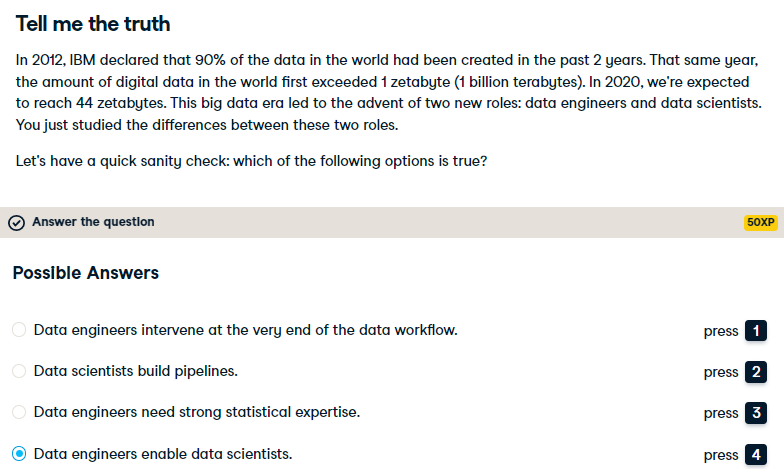 Tell me the truth
In 2012, IBM declared that 90% of the data in the world had been created in the past 2 years. That same year,
the amount of digital data in the world first exceeded 1 zetabyte (1 billion terabytes). In 2020, we're expected
to reach 44 zetabytes. This big data era led to the advent of two new roles: data engineers and data scientists.
You just studied the differences between these two roles.
Let's have a quick sanity check: which of the following options is true?
Answer the question 50XP
Possible Answers
Data engineers intervene at the very end of the data workflow. press 1
Data scientists build pipelines. press 2
Data engineers need strong statistical expertise. press 3
Data engineers enable data scientists. press 4